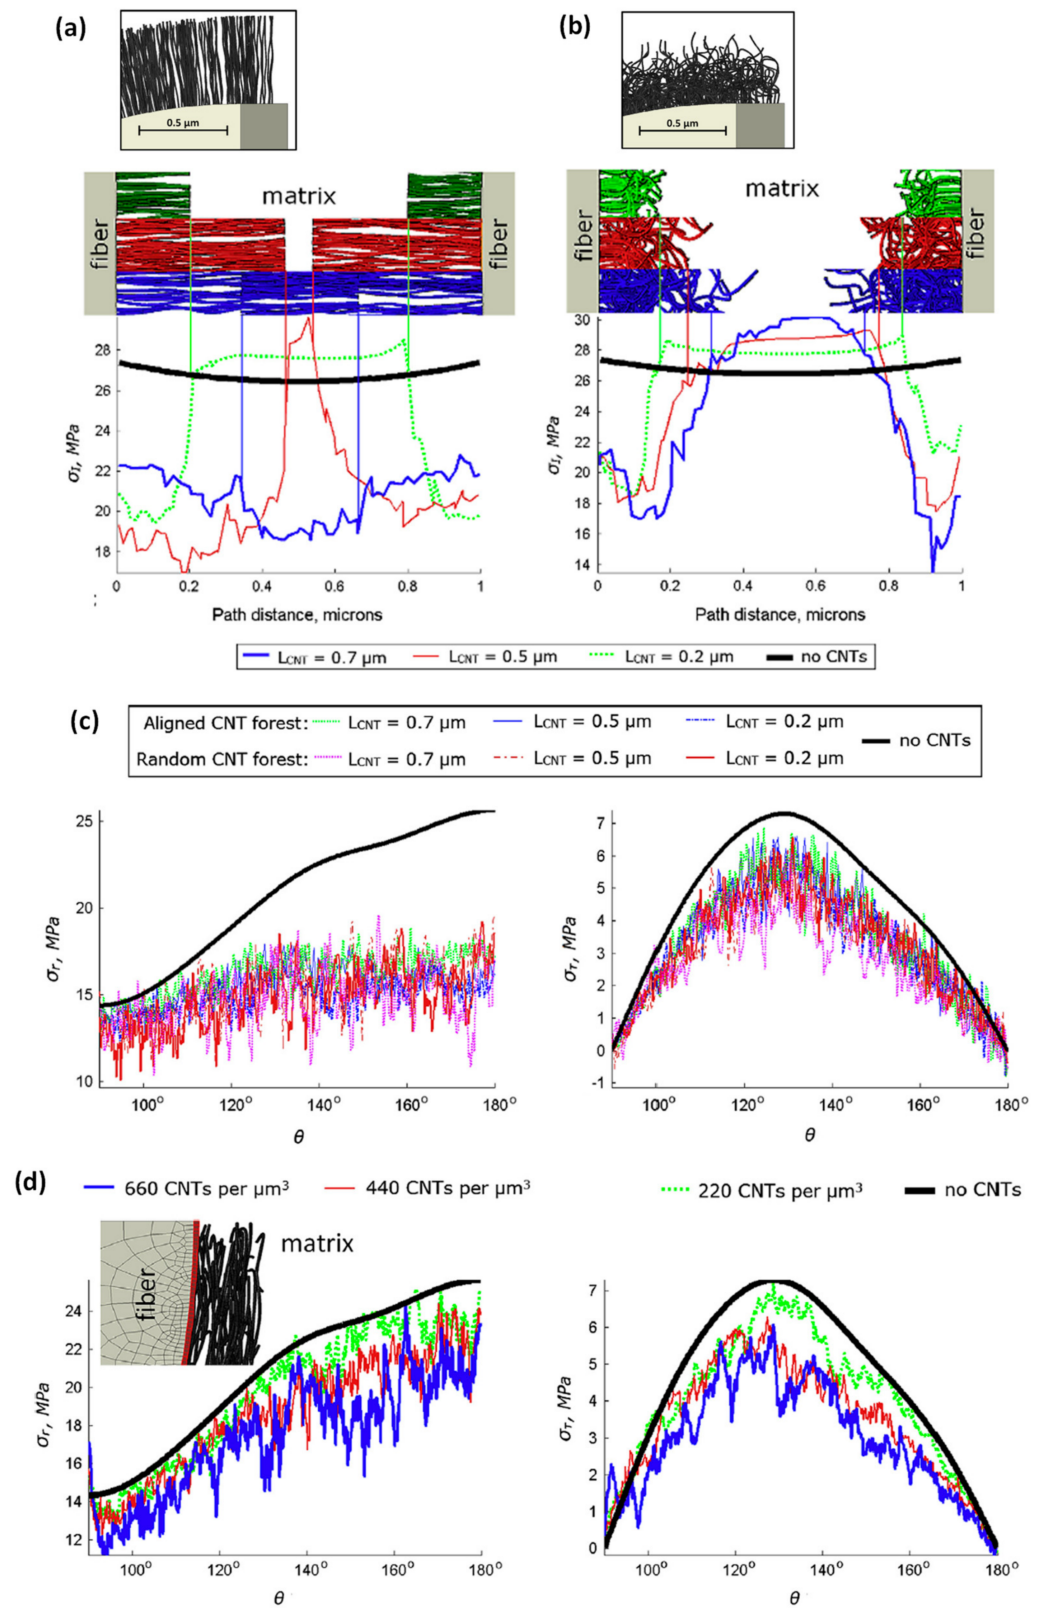 (a)
0.5 μm
fiber
matrix
fiber
28
26
24
22
20
18
σI, MPa
0
0.2
0.4
0.6
0.8
1
;
Path distance, microns
(b)
0.5 μm
fiber
matrix
fiber
30
28
26
24
22
20
18
16
14
σI, MPa
0
0.2
0.4
0.6
0.8
1
Path distance, microns
LCNT = 0.7 μm LCNT = 0.5 μm LCNT = 0.2 μm no CNTs
(c)
Aligned CNT forest: LCNT = 0.7 μm LCNT = 0.5 μm LCNT = 0.2 μm
no CNTs
Random CNT forest: LCNT = 0.7 μm LCNT = 0.5 μm LCNT = 0.2 μm
25
20
15
10
σr, MPa
100°
120°
140°
160°
180°
θ
7
6
5
4
3
2
1
0
-1
στ, MPa
100°
120°
140°
160°
180°
θ
(d)
660 CNTs per μm³ 440 CNTs per μm³ 220 CNTs per μm³ no CNTs
fiber
matrix
24
22
20
18
16
14
12
σr, MPa
100°
120°
140°
160°
180°
θ
7
6
5
4
3
2
1
0
στ, MPa
100°
120°
140°
160°
180°
θ